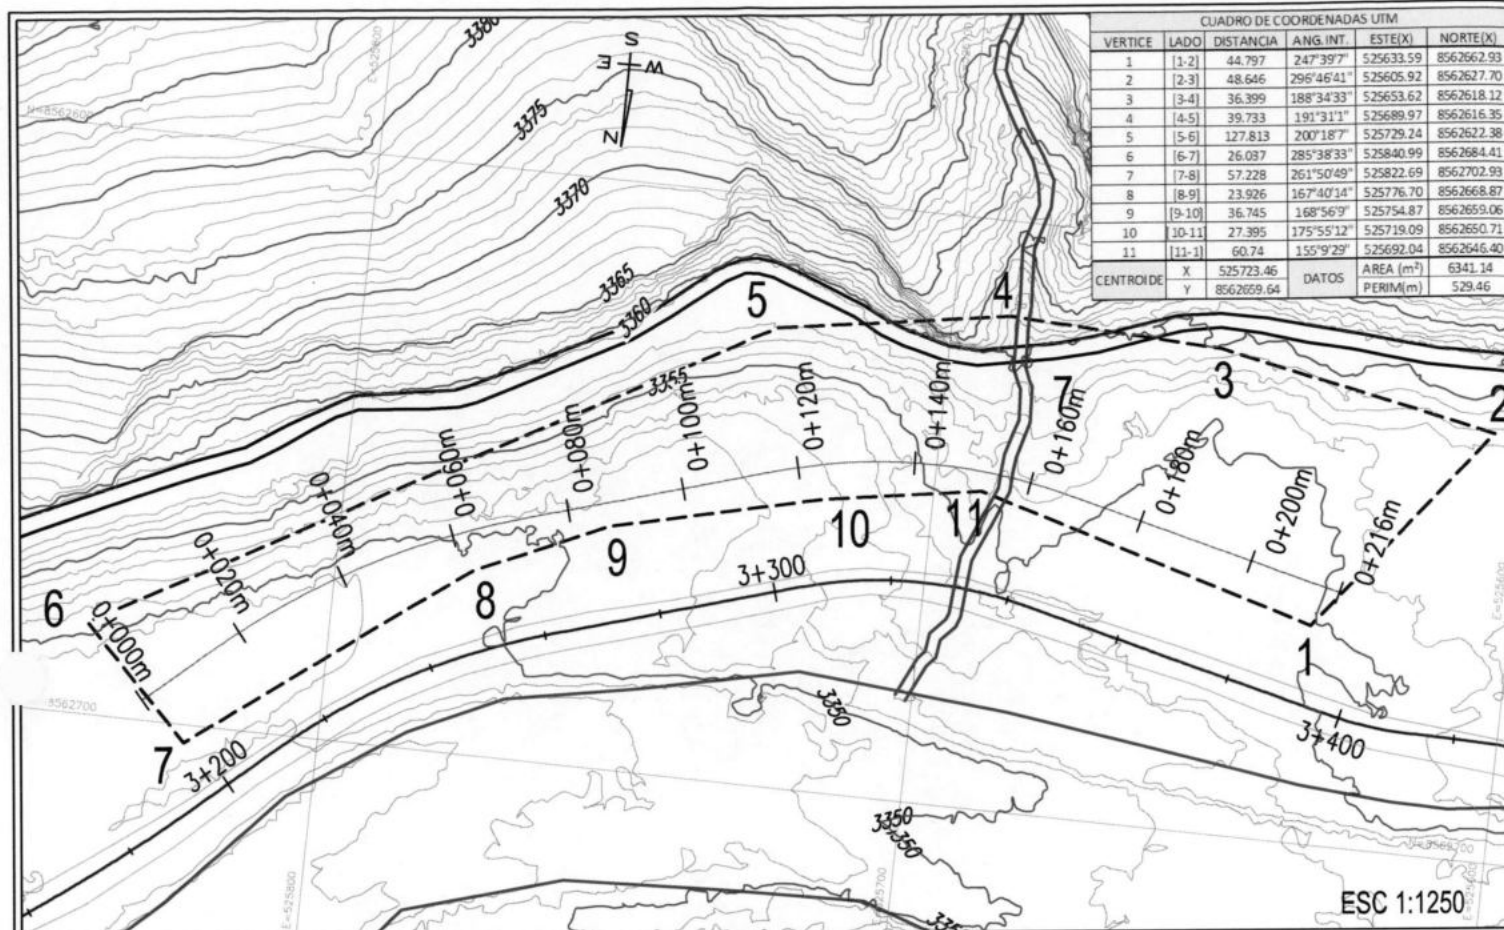 CUADRO DE COORDENADAS UTM
VERTICE LADO DISTANCIA ANG.INT. ESTE(X) NORTE(X)
1 [1-2] 44.797 247°39'7" 525633.59 8562662.93
2 [2-3] 48.646 296°46'41" 525605.92 8562627.70
3 [3-4] 36.399 188°34'33" 525653.62 8562618.12
4 [4-5] 39.733 191°31'1" 525689.97 8562616.35
5 [5-6] 127.813 200°18'7" 525729.24 8562622.38
6 [6-7] 26.037 285°38'33" 525840.99 8562684.41
7 [7-8] 57.228 261°50'49" 525822.69 8562702.93
8 [8-9] 23.926 167°40'14" 525776.70 8562668.87
9 [9-10] 36.745 168°56'9" 525754.87 8562659.06
10 [10-11] 27.395 175°55'12" 525719.09 8562650.71
11 [11-1] 60.74 155°9'29" 525692.04 8562646.40
CENTROIDE X 525723.46 DATOS AREA (m²) 6341.14
Y 8562659.64 PERIM(m) 529.46
3380
E=525800
S
E W
N
3375
N=8562600
3370
3365
3360
3355
5
4
3
2
7
6
0+000m
0+020m
0+040m
0+060m
0+080m
0+100m
0+120m
0+140m
0+160m
0+180m
0+200m
0+216m
8
9
10
11
1
7
3+200
3+300
3+400
8562700
3350
3350
3350
E=525800
E=525700
E=525600
N=8562700
E=525600
ESC 1:1250